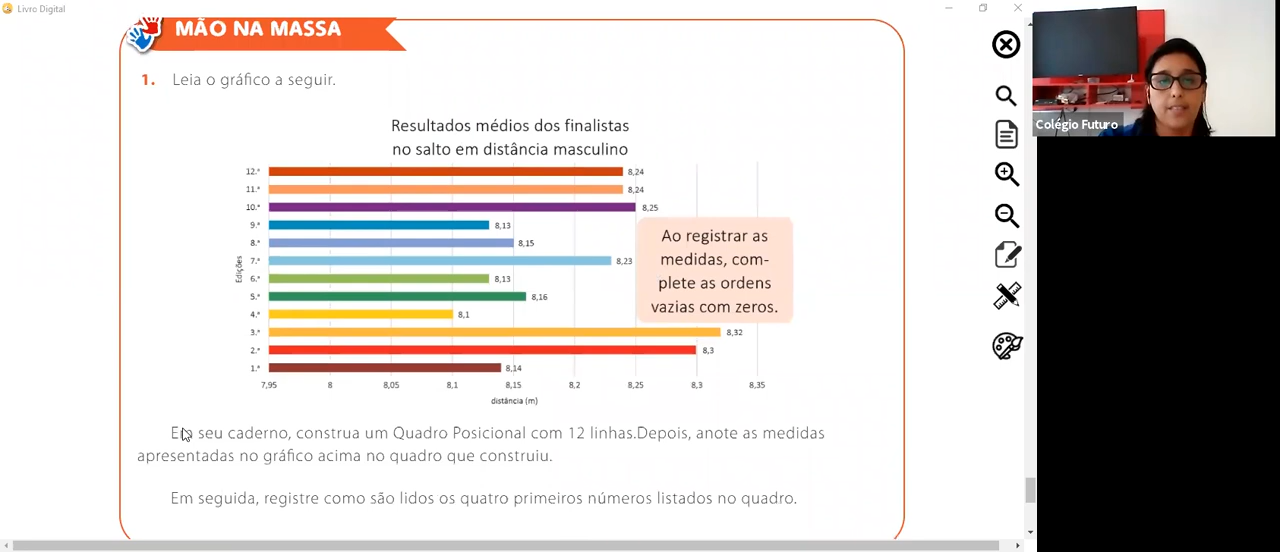 Livro Digital
MÃO NA MASSA
1. Leia o gráfico a seguir.
Resultados médios dos finalistas
no salto em distância masculino
12.ª 8,24
11.ª 8,24
10.ª 8,25
9.ª 8,13
8.ª 8,15
7.ª 8,23
6.ª 8,13
5.ª 8,16
4.ª 8,1
3.ª 8,32
2.ª 8,3
1.ª 8,14
Edições
7,95 8 8,05 8,1 8,15 8,2 8,25 8,3 8,35
distância (m)
Ao registrar as
medidas, com-
plete as ordens
vazias com zeros.
Em seu caderno, construa um Quadro Posicional com 12 linhas.Depois, anote as medidas
apresentadas no gráfico acima no quadro que construiu.
Em seguida, registre como são lidos os quatro primeiros números listados no quadro.
Colégio Futuro